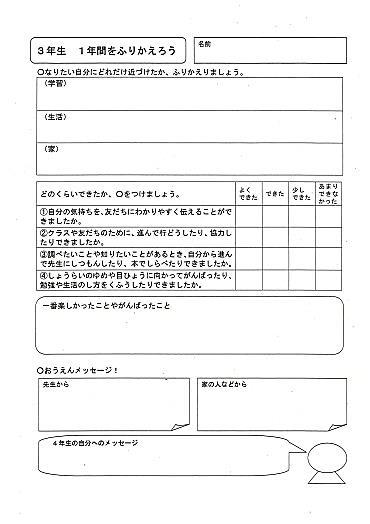 3年生　1年間をふりかえろう
名前
○なりたい自分にどれだけ近づけたか、ふりかえりましょう。
（学習）
（生活）
（家）
どのくらいできたか、○をつけましょう。
よく
できた
できた
少し
できた
あまり
できな
かった
①自分の気持ちを、友だちにわかりやすく伝えることがで
きましたか。
②クラスや友だちのために、進んで行どうしたり、協力し
たりできましたか。
③調べたいことや知りたいことがあるとき、自分から進ん
で先生にしつもんしたり、本でしらべたりできましたか。
④しょうらいのゆめや目ひょうに向かってがんばったり、
勉強や生活のし方をくふうしたりできましたか。
一番楽しかったことやがんばったこと
○おうえんメッセージ！
先生から
家の人などから
4年生の自分へのメッセージ